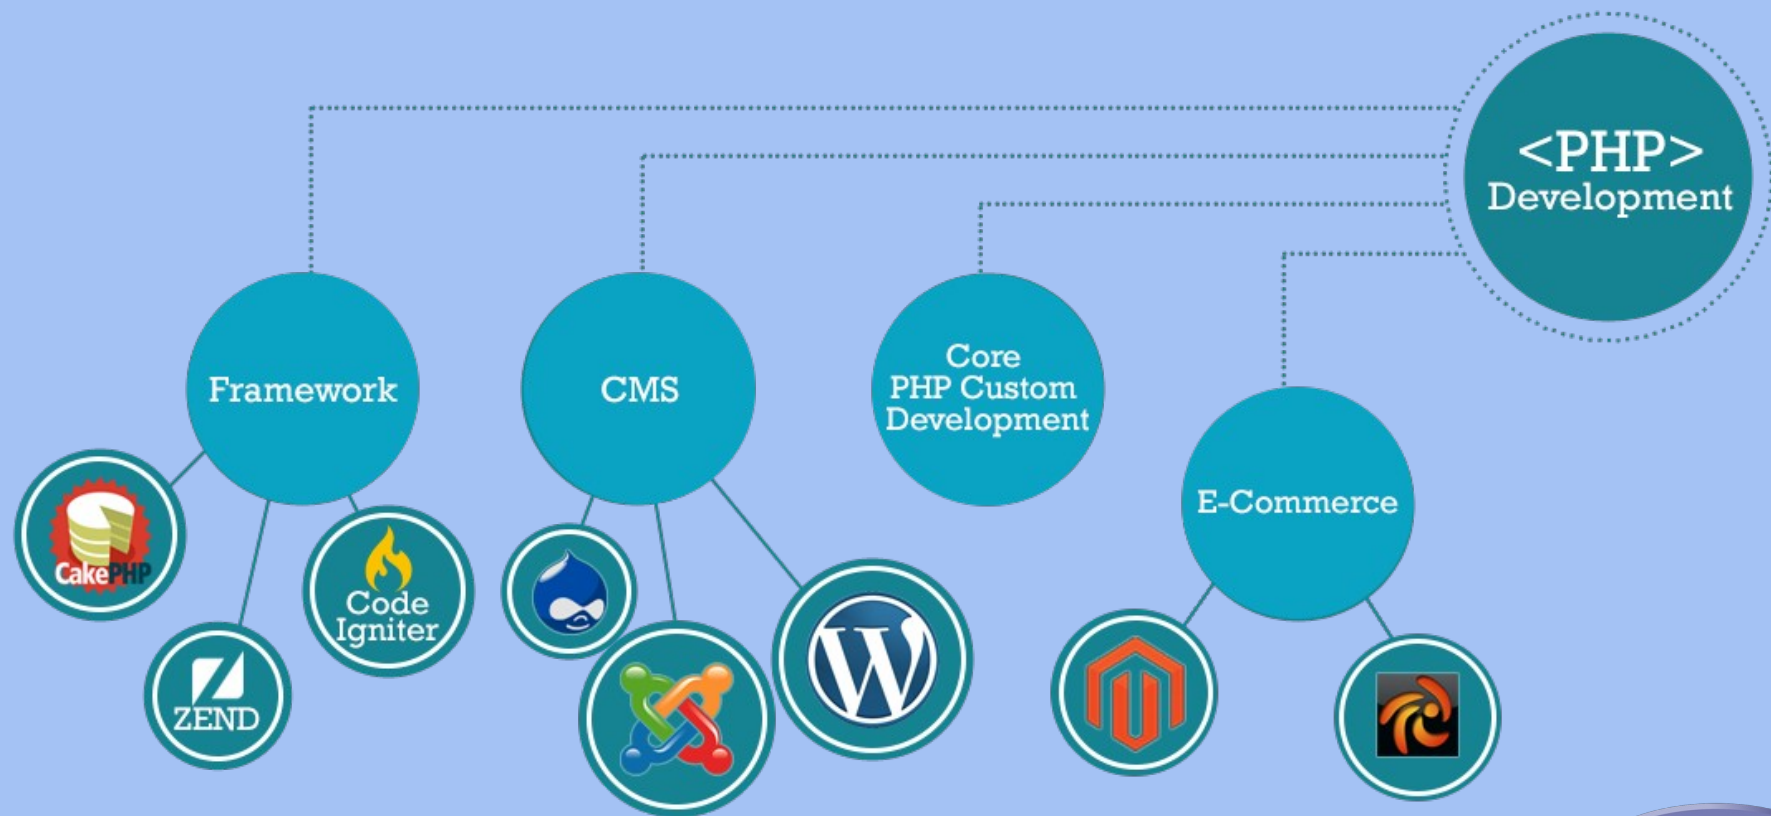 <PHP>
Development
Framework
CMS
Core
PHP Custom
Development
E-Commerce
CakePHP
ZEND
Code
Igniter
W